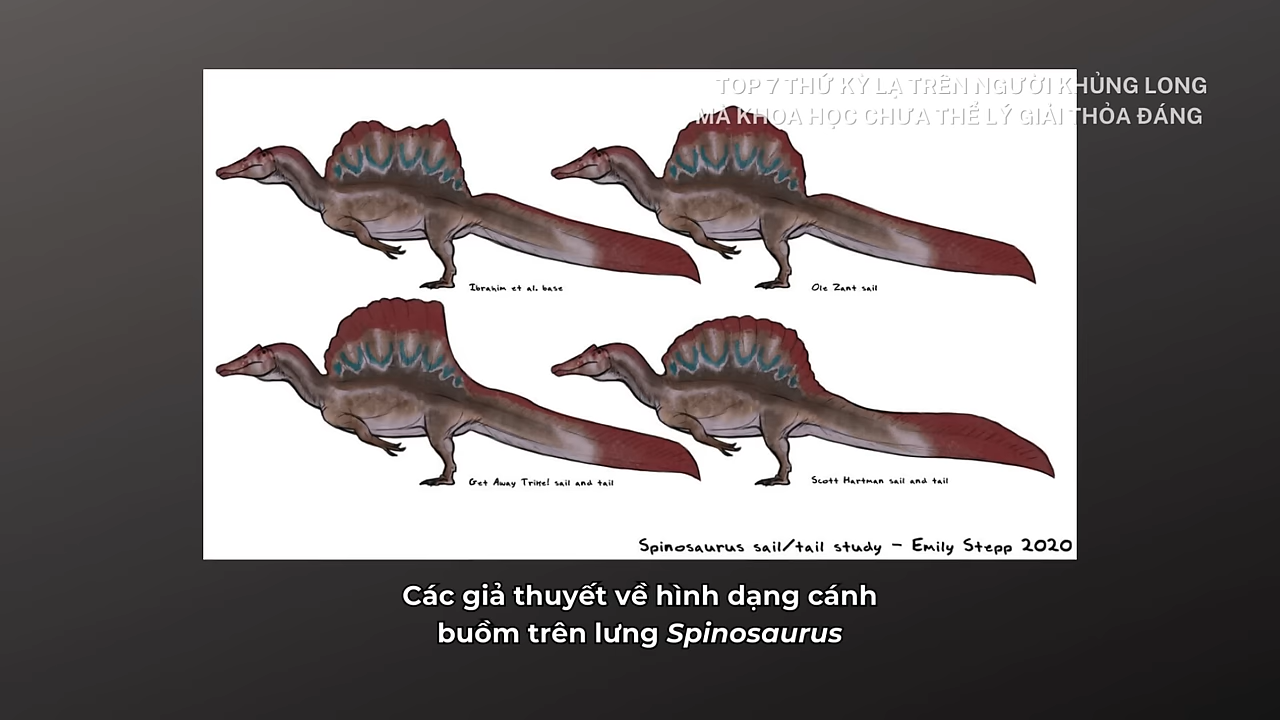 TOP 7 THỨ KỲ LẠ TRÊN NGƯỜI KHỦNG LONG
MÀ KHOA HỌC CHƯA THỂ LÝ GIẢI THỎA ĐÁNG
Ibrahim et al. base
Ole Zant sail
Get Away Trike! sail and tail
Scott Hartman sail and tail
Spinosaurus sail/tail study - Emily Stepp 2020
Các giả thuyết về hình dạng cánh
buồm trên lưng Spinosaurus